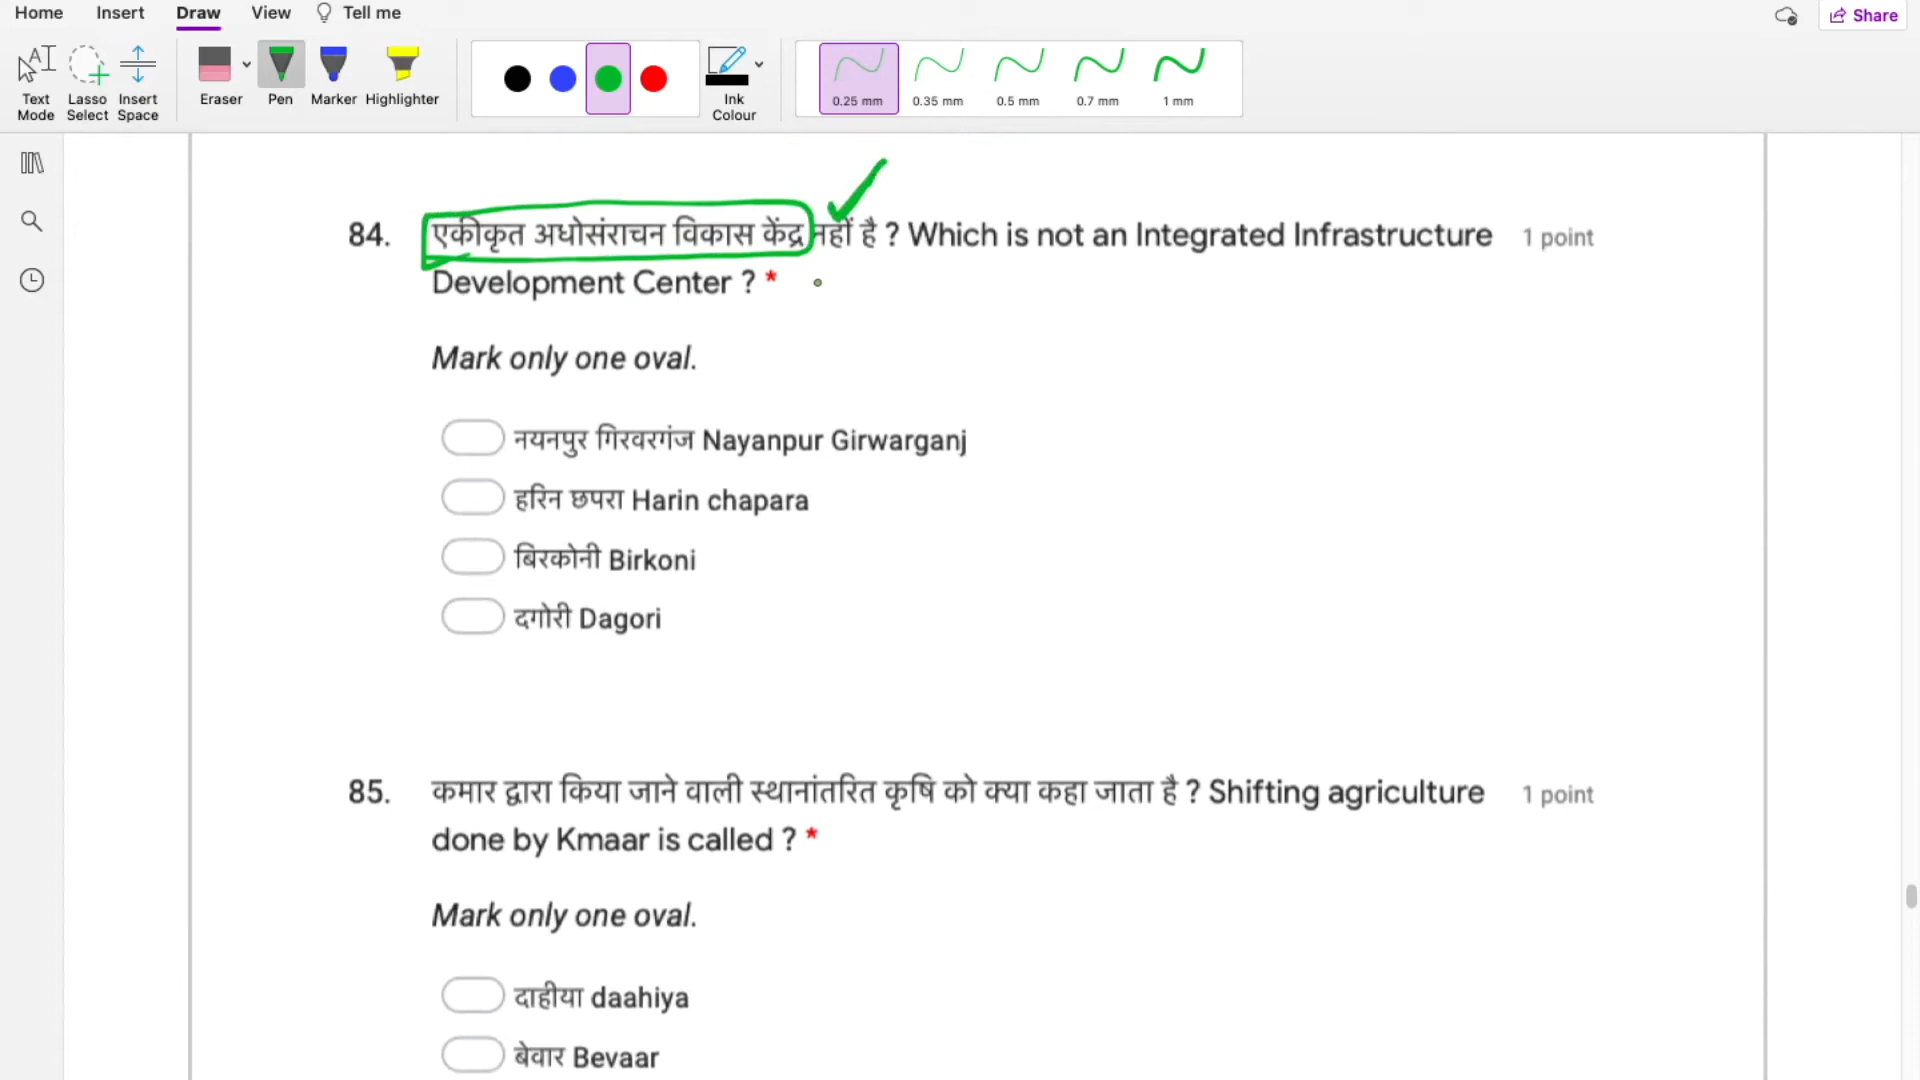 Home Insert Draw View Tell me Share
Text Mode Lasso Select Insert Space Eraser Pen Marker Highlighter Ink Colour 0.25 mm 0.35 mm 0.5 mm 0.7 mm 1 mm
84. एकीकृत अधोसंराचन विकास केंद्र नहीं है ? Which is not an Integrated Infrastructure 1 point
Development Center ? *
Mark only one oval.
नयनपुर गिरवरगंज Nayanpur Girwarganj
हरिन छपरा Harin chapara
बिरकोनी Birkoni
दगोरी Dagori
85. कमार द्वारा किया जाने वाली स्थानांतरित कृषि को क्या कहा जाता है ? Shifting agriculture 1 point
done by Kmaar is called ? *
Mark only one oval.
दाहीया daahiya
बेवार Bevaar